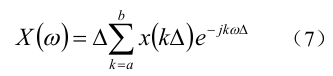 X(ω) = Δ∑_{k=a}^{b} x(kΔ)e^{-jkωΔ} （7）